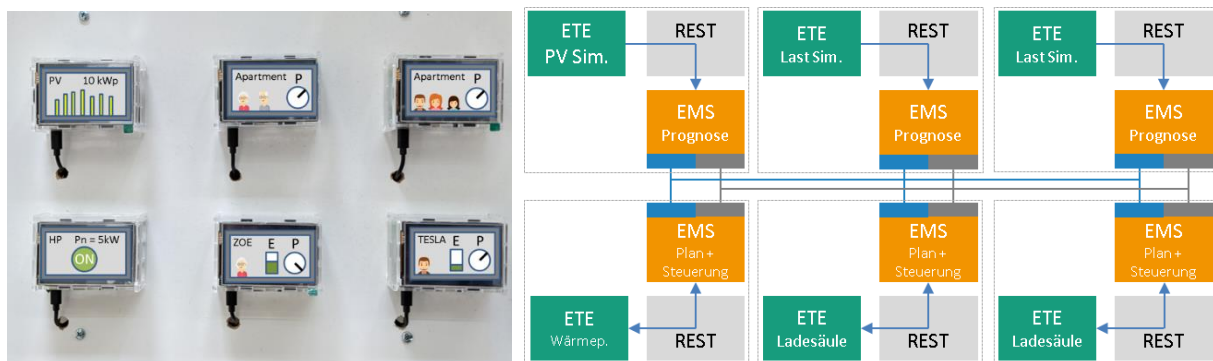 PV 10 kWp
Apartment P
Apartment P
HP Pn = 5kW
ON
ZOE E P
TESLA E P
ETE
PV Sim.
REST
EMS
Prognose
ETE
Last Sim.
REST
EMS
Prognose
ETE
Last Sim.
REST
EMS
Prognose
EMS
Plan +
Steuerung
ETE
Wärmep.
REST
EMS
Plan +
Steuerung
ETE
Ladesäule
REST
EMS
Plan +
Steuerung
ETE
Ladesäule
REST